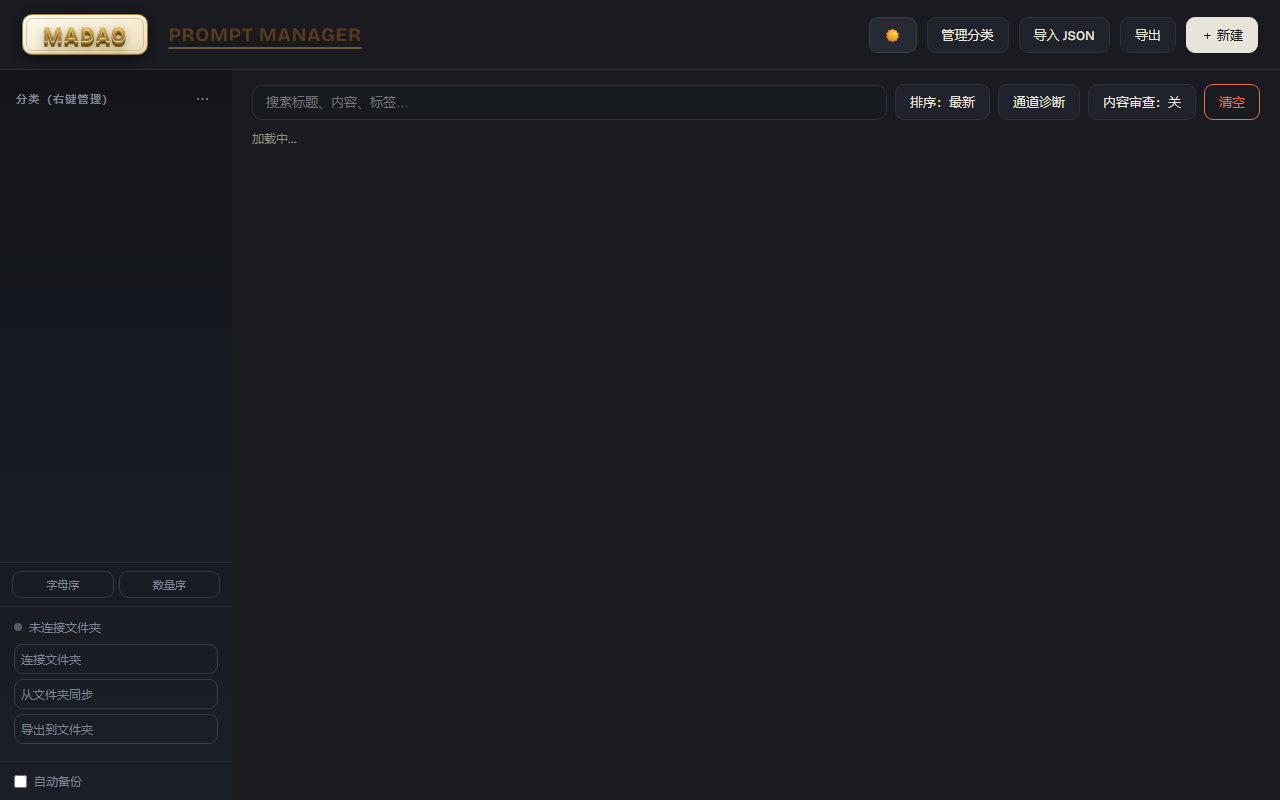 MADAO
PROMPT MANAGER
管理分类
导入 JSON
导出
+ 新建
分类（右键管理）
...
搜索标题、内容、标签...
排序：最新
通道诊断
内容审查：关
清空
加载中...
字母序
数量序
未连接文件夹
连接文件夹
从文件夹同步
导出到文件夹
自动备份